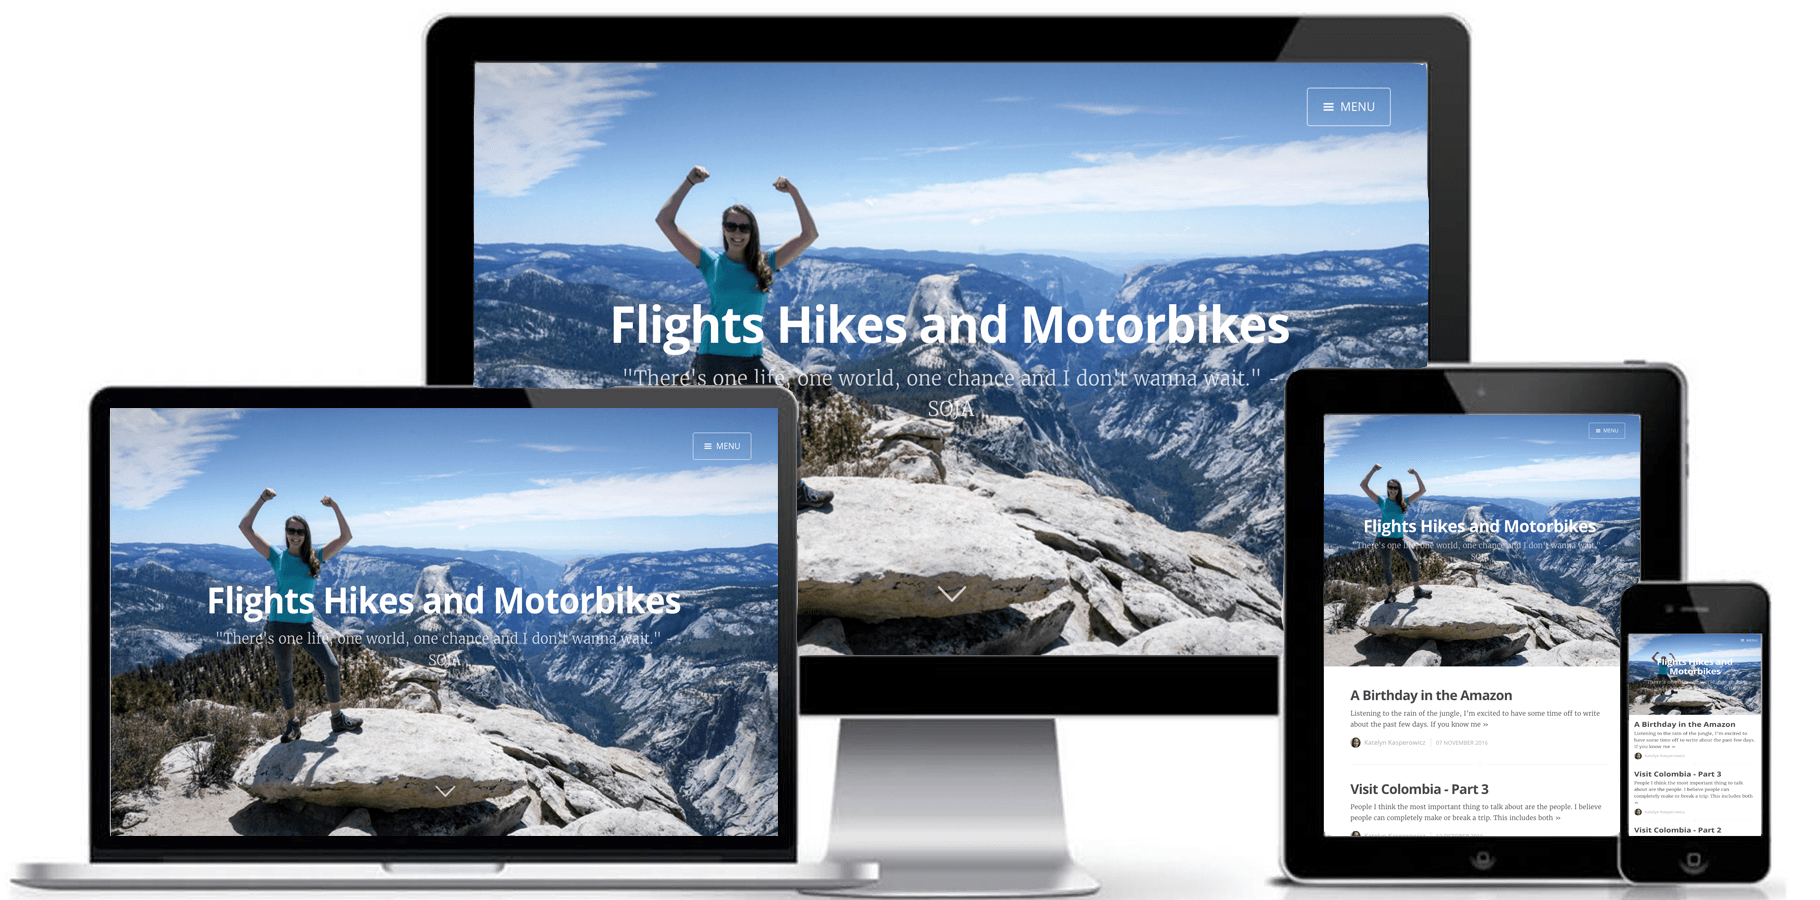 MENU
Flights Hikes and Motorbikes
"There's one life, one world, one chance and I don't wanna wait." -
SOJA
MENU
Flights Hikes and Motorbikes
"There's one life, one world, one chance and I don't wanna wait." -
SOJA
MENU
Flights Hikes and Motorbikes
"There's one life, one world, one chance and I don't wanna wait." -
SOJA
A Birthday in the Amazon
Listening to the rain of the jungle, I'm excited to have some time off to write
about the past few days. If you know me »
Katelyn Kasperowicz | 07 NOVEMBER 2016
Visit Colombia - Part 3
People I think the most important thing to talk about are the people. I believe
people can completely make or break a trip. This includes both »
Katelyn Kasperowicz
MENU
Flights Hikes and
Motorbikes
A Birthday in the Amazon
Listening to the rain of the jungle, I'm excited to
have some time off to write about the past few days.
If you know me »
Katelyn Kasperowicz
Visit Colombia - Part 3
People I think the most important thing to talk
about are the people. I believe people can
completely make or break a trip. This includes both
»
Katelyn Kasperowicz
Visit Colombia - Part 2